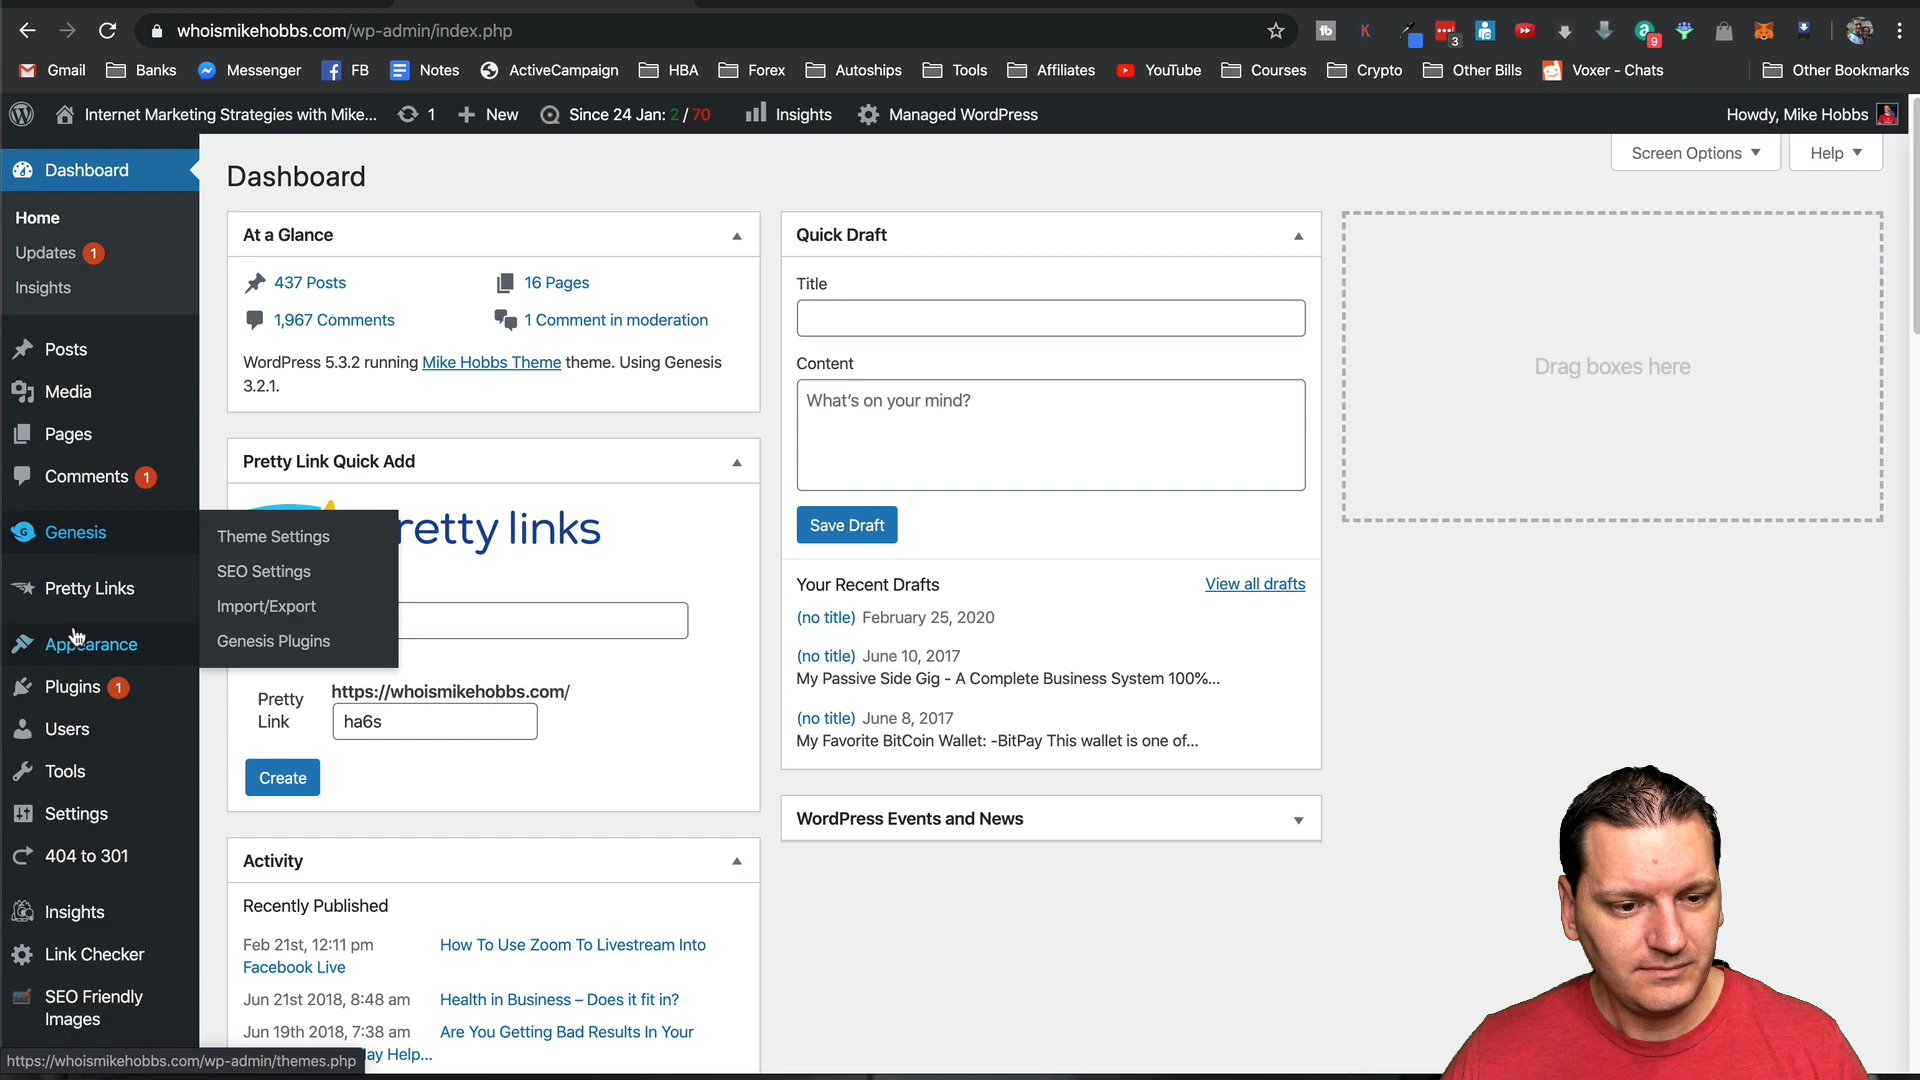 whoismikehobbs.com/wp-admin/index.php
3
9
Gmail Banks Messenger FB Notes ActiveCampaign HBA Forex Autoships Tools Affiliates YouTube Courses Crypto Other Bills Voxer - Chats Other Bookmarks
Internet Marketing Strategies with Mike... 1 New Since 24 Jan: 2 / 70 Insights Managed WordPress Howdy, Mike Hobbs
Dashboard
Home
Updates 1
Insights
Posts
Media
Pages
Comments 1
Genesis
Pretty Links
Appearance
Plugins 1
Users
Tools
Settings
404 to 301
Insights
Link Checker
SEO Friendly
Images
Theme Settings
SEO Settings
Import/Export
Genesis Plugins
Dashboard
Screen Options Help
At a Glance
437 Posts 16 Pages
1,967 Comments 1 Comment in moderation
WordPress 5.3.2 running Mike Hobbs Theme theme. Using Genesis
3.2.1.
Pretty Link Quick Add
retty links
Pretty
Link
https://whoismikehobbs.com/
ha6s
Create
Activity
Recently Published
Feb 21st, 12:11 pm How To Use Zoom To Livestream Into
Facebook Live
Jun 21st 2018, 8:48 am Health in Business – Does it fit in?
Jun 19th 2018, 7:38 am Are You Getting Bad Results In Your
Help...
Quick Draft
Title
Content
What's on your mind?
Save Draft
Your Recent Drafts View all drafts
(no title) February 25, 2020
(no title) June 10, 2017
My Passive Side Gig - A Complete Business System 100%...
(no title) June 8, 2017
My Favorite BitCoin Wallet: -BitPay This wallet is one of...
WordPress Events and News
Drag boxes here
https://whoismikehobbs.com/wp-admin/themes.php